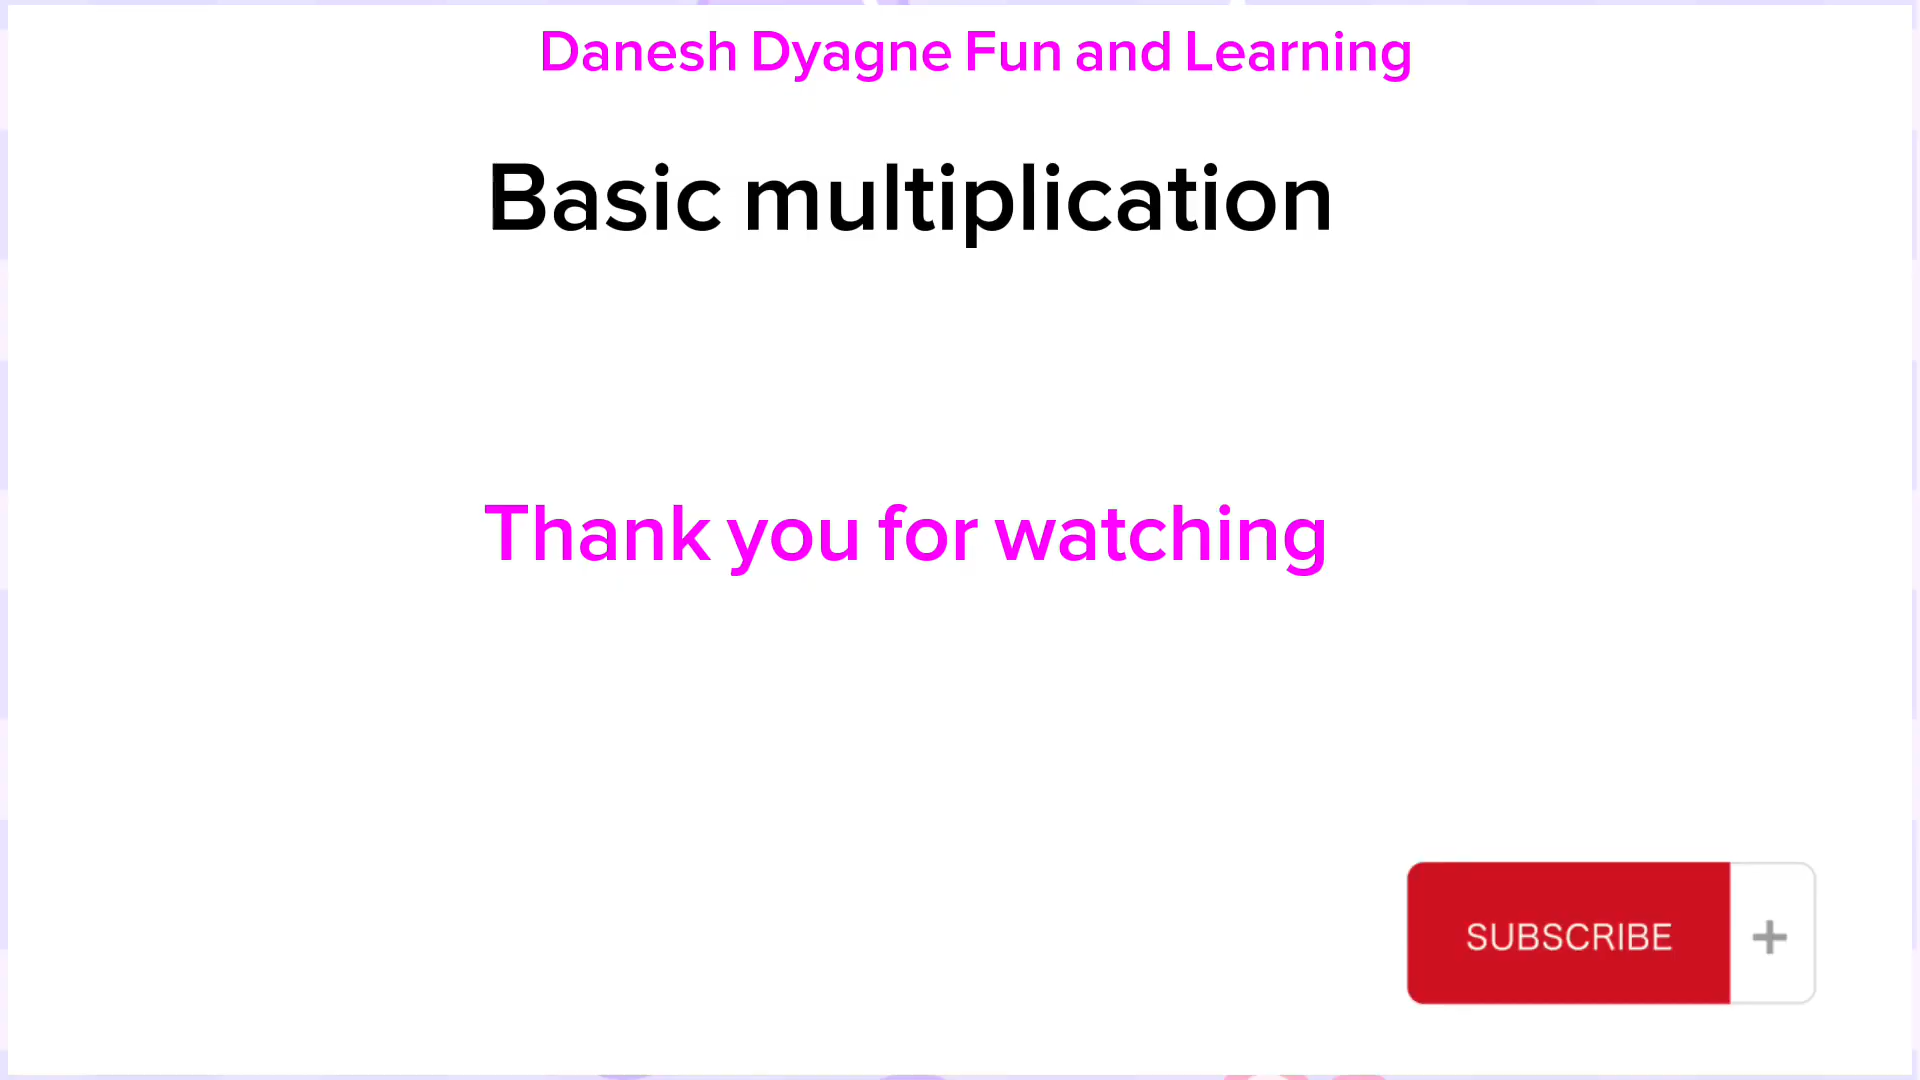 Danesh Dyagne Fun and Learning
Basic multiplication
Thank you for watching
SUBSCRIBE +